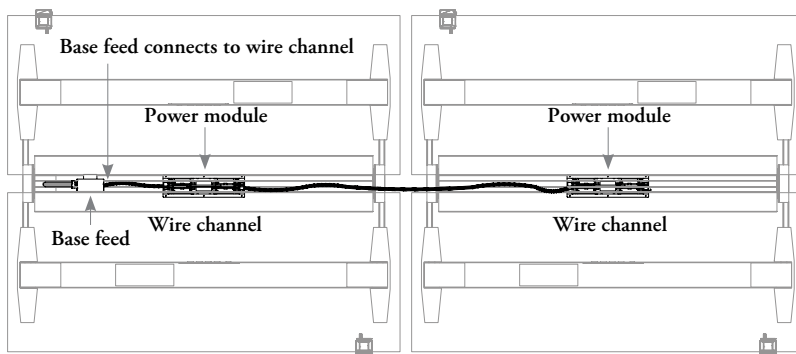 Base feed connects to wire channel
Power module
Power module
Wire channel
Wire channel
Base feed